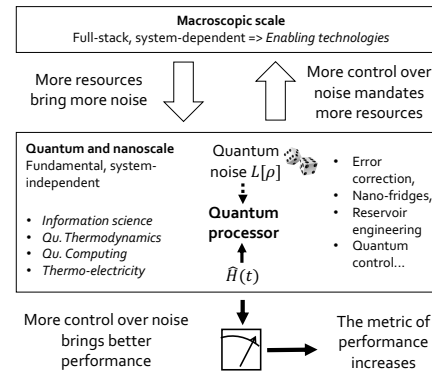 Macroscopic scale
Full-stack, system-dependent => Enabling technologies
More resources
bring more noise
More control over
noise mandates
more resources
Quantum and nanoscale
Fundamental, system-
independent
• Information science
• Qu. Thermodynamics
• Qu. Computing
• Thermo-electricity
Quantum
noise L[ρ]
Quantum
processor
Ĥ(t)
• Error
correction,
• Nano-fridges,
• Reservoir
engineering
• Quantum
control...
More control over noise
brings better
performance
The metric of
performance
increases